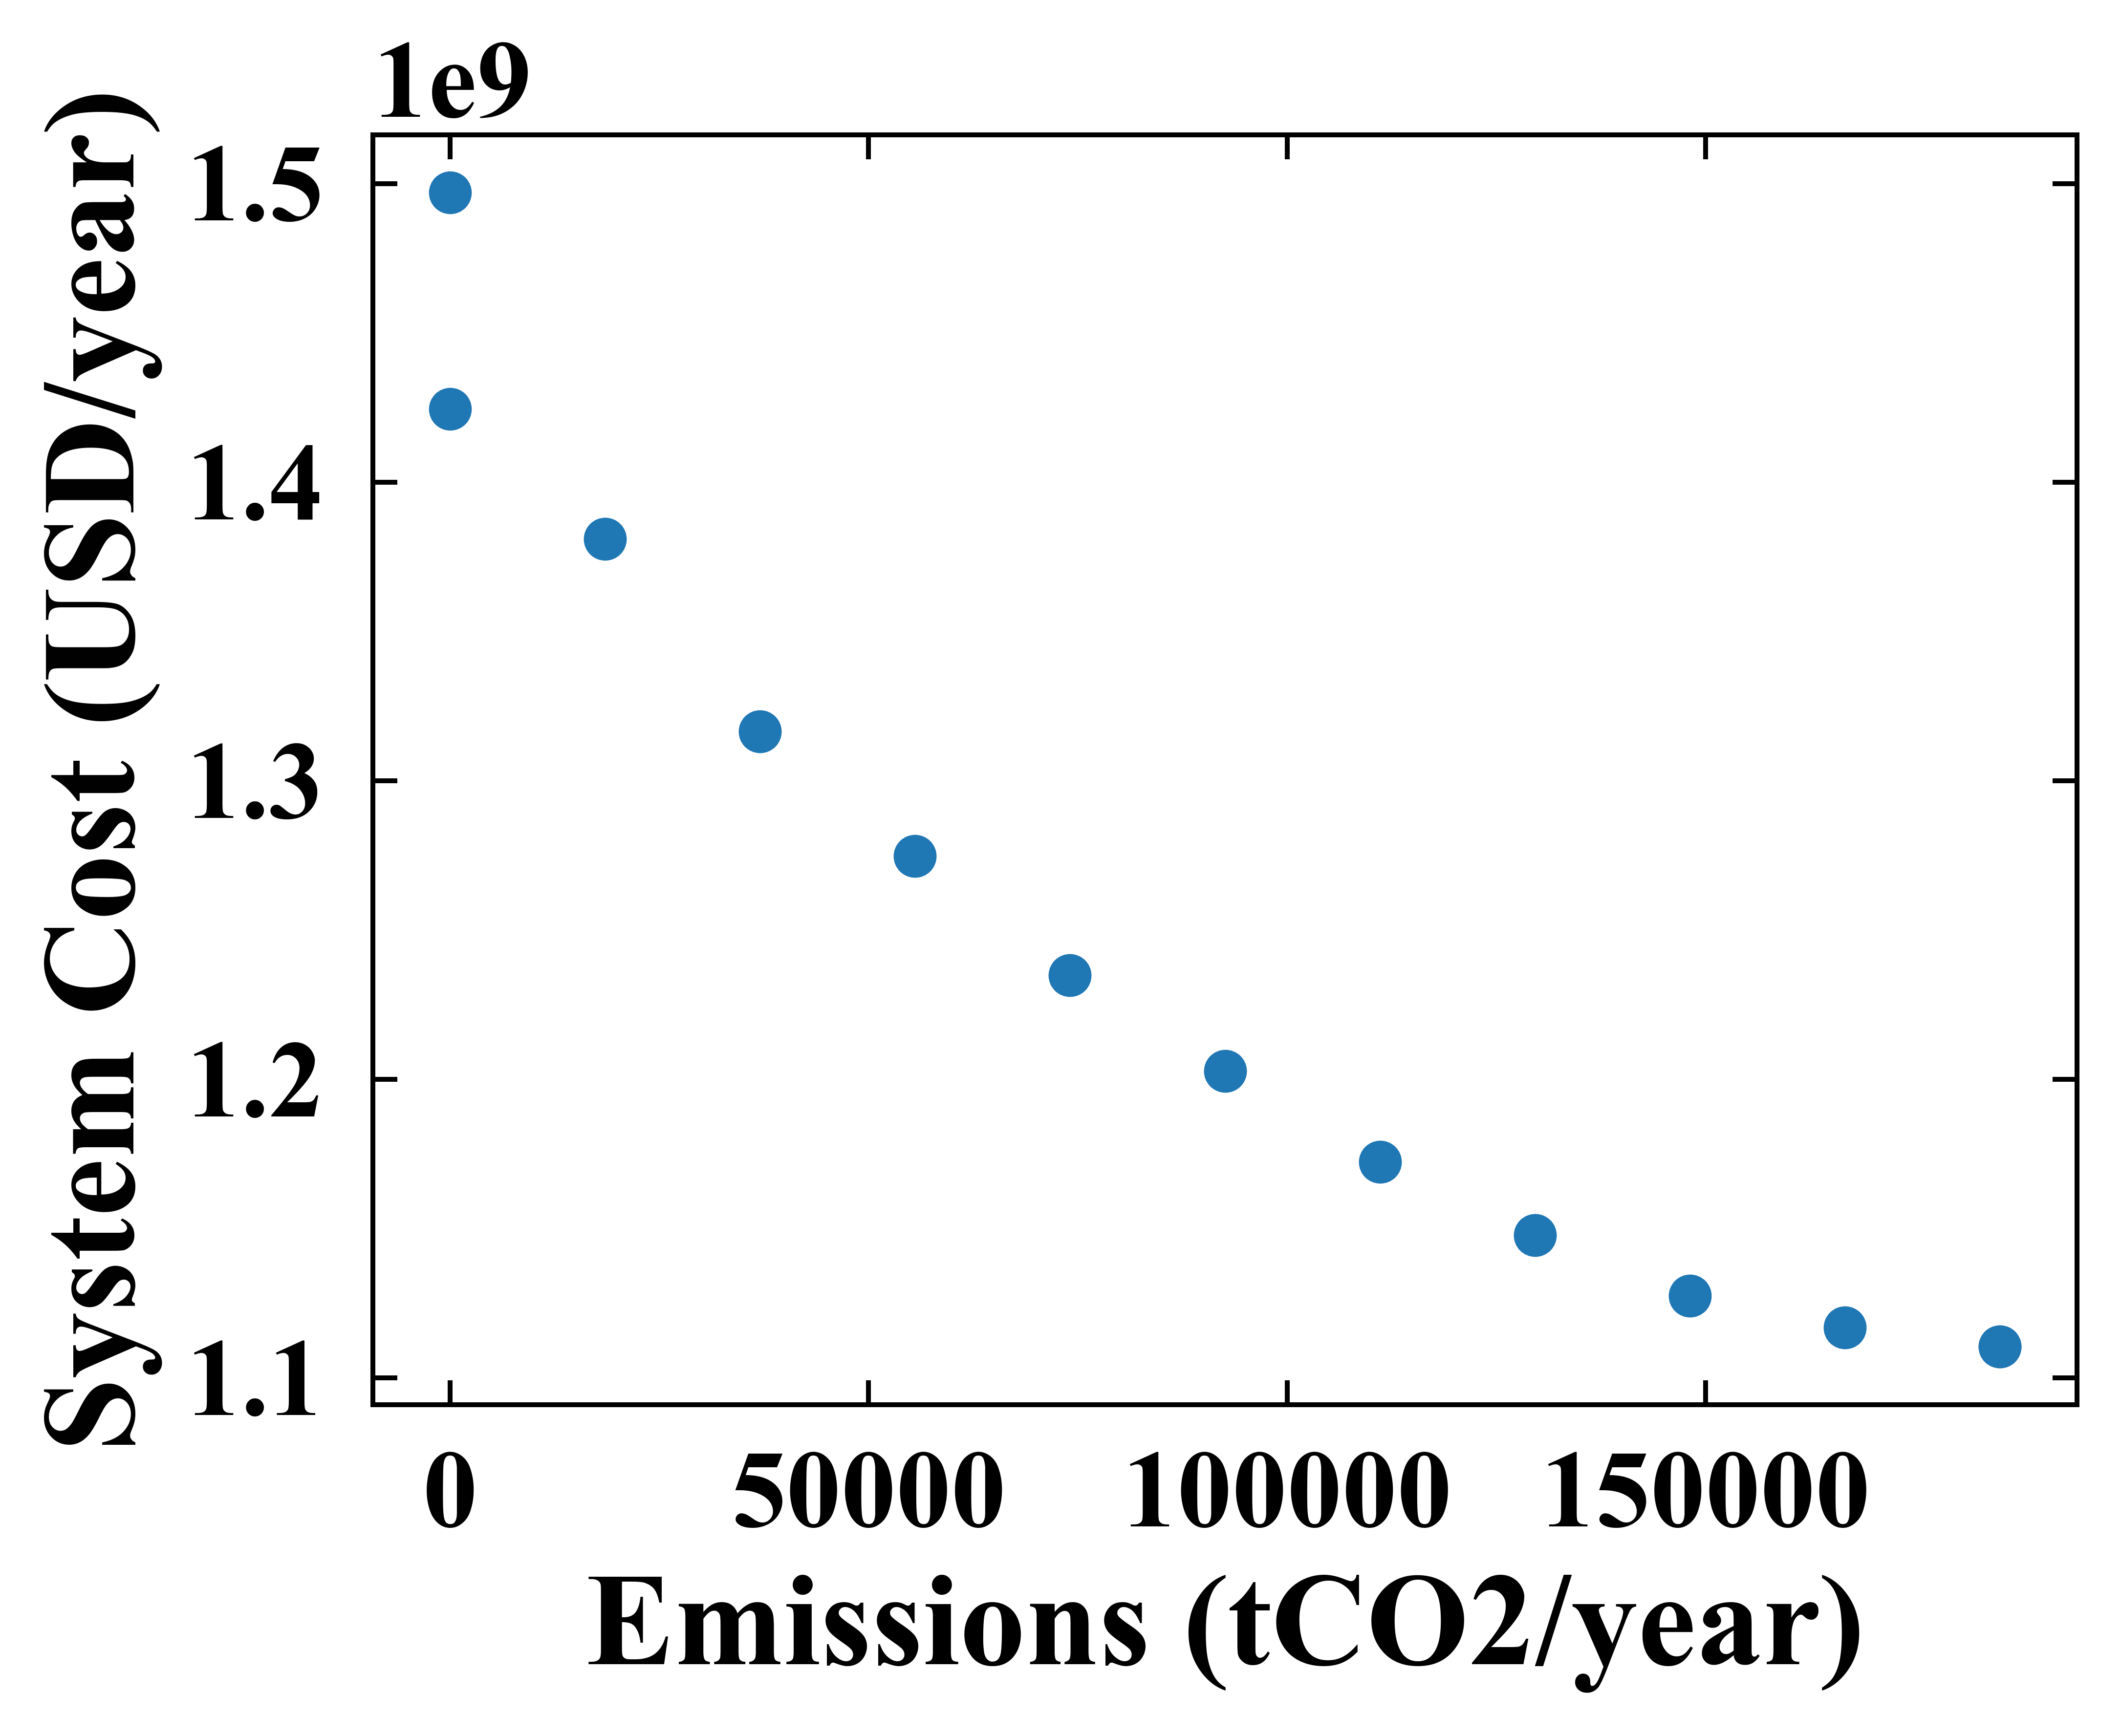 1e9
System Cost (USD/year)
1.5
1.4
1.3
1.2
1.1
0 50000 100000 150000
Emissions (tCO2/year)